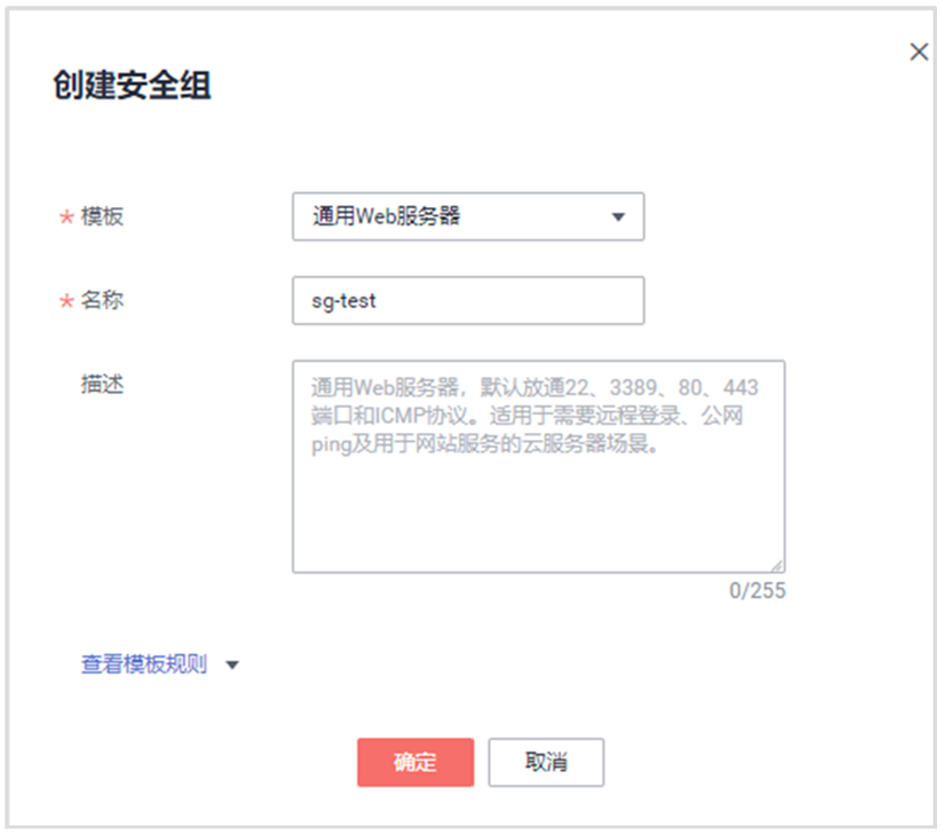 创建安全组
* 模板
通用Web服务器
* 名称
sg-test
描述
通用Web服务器，默认放通22、3389、80、443
端口和ICMP协议。适用于需要远程登录、公网
ping及用于网站服务的云服务器场景。
0/255
查看模板规则
确定
取消